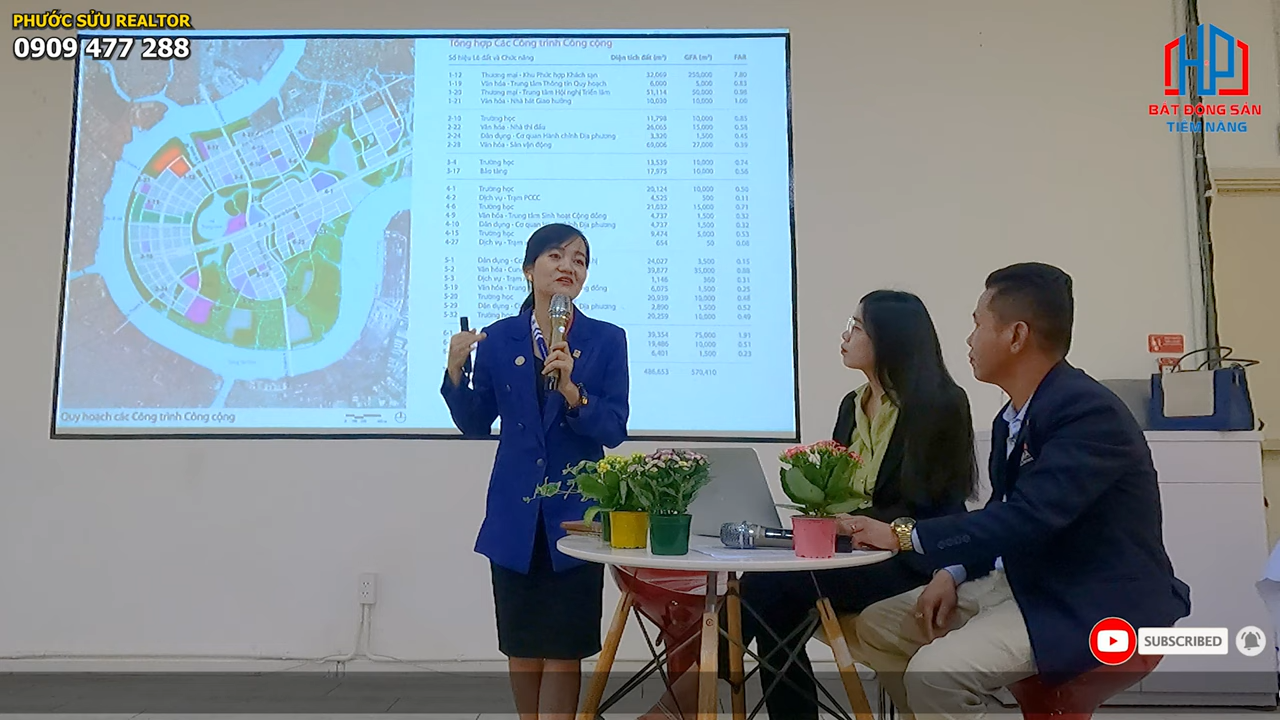 PHƯỚC SỬU REALTOR
0909 477 288
BẤT ĐỘNG SẢN
TIỀM NĂNG
Tổng hợp Các Công trình Công cộng
Số hiệu Lô đất và Chức năng Diện tích đất (m²) GFA (m²) FAR
1-12 Thương mại - Khu Phức hợp Khách sạn 32,069 250,000 7.80
1-19 Văn hóa - Trung tâm Thông tin Quy hoạch 6,000 5,000 0.83
1-20 Thương mại - Trung tâm Hội nghị Triển lãm 51,114 50,000 0.98
1-21 Văn hóa - Nhà hát Giao hưởng 10,030 10,000 1.00
2-10 Trường học 11,798 10,000 0.85
2-22 Văn hóa - Nhà thi đấu 26,065 15,000 0.58
2-24 Dân dụng - Cơ quan Hành chính Địa phương 3,320 1,500 0.45
2-28 Văn hóa - Sân vận động 69,006 27,000 0.39
3-4 Trường học 13,539 10,000 0.74
3-17 Bảo tàng 17,975 10,000 0.56
4-1 Trường học 20,124 10,000 0.50
4-2 Dịch vụ - Trạm PCCC 4,525 500 0.11
4-6 Trường học 21,032 15,000 0.71
4-9 Văn hóa - Trung tâm Sinh hoạt Cộng đồng 4,737 1,500 0.32
4-10 Dân dụng - Cơ quan Địa phương 4,737 1,500 0.32
4-15 Trường học 9,474 5,000 0.53
4-27 Dịch vụ - Trạm 654 50 0.08
5-1 Dân dụng - 24,027 3,500 0.15
5-2 Văn hóa - 39,877 35,000 0.88
5-3 Dịch vụ - Trạm 1,146 360 0.31
5-19 Văn hóa - Trung đồng 6,075 1,500 0.25
5-28 Trường học 20,939 10,000 0.48
5-29 Dân dụng - Cơ Địa phương 2,890 1,500 0.52
5-32 Trường học 20,259 10,000 0.49
39,354 75,000 1.91
19,486 10,000 0.51
6,401 1,500 0.23
486,653 570,410
Quy hoạch các Công trình Công cộng
SUBSCRIBED